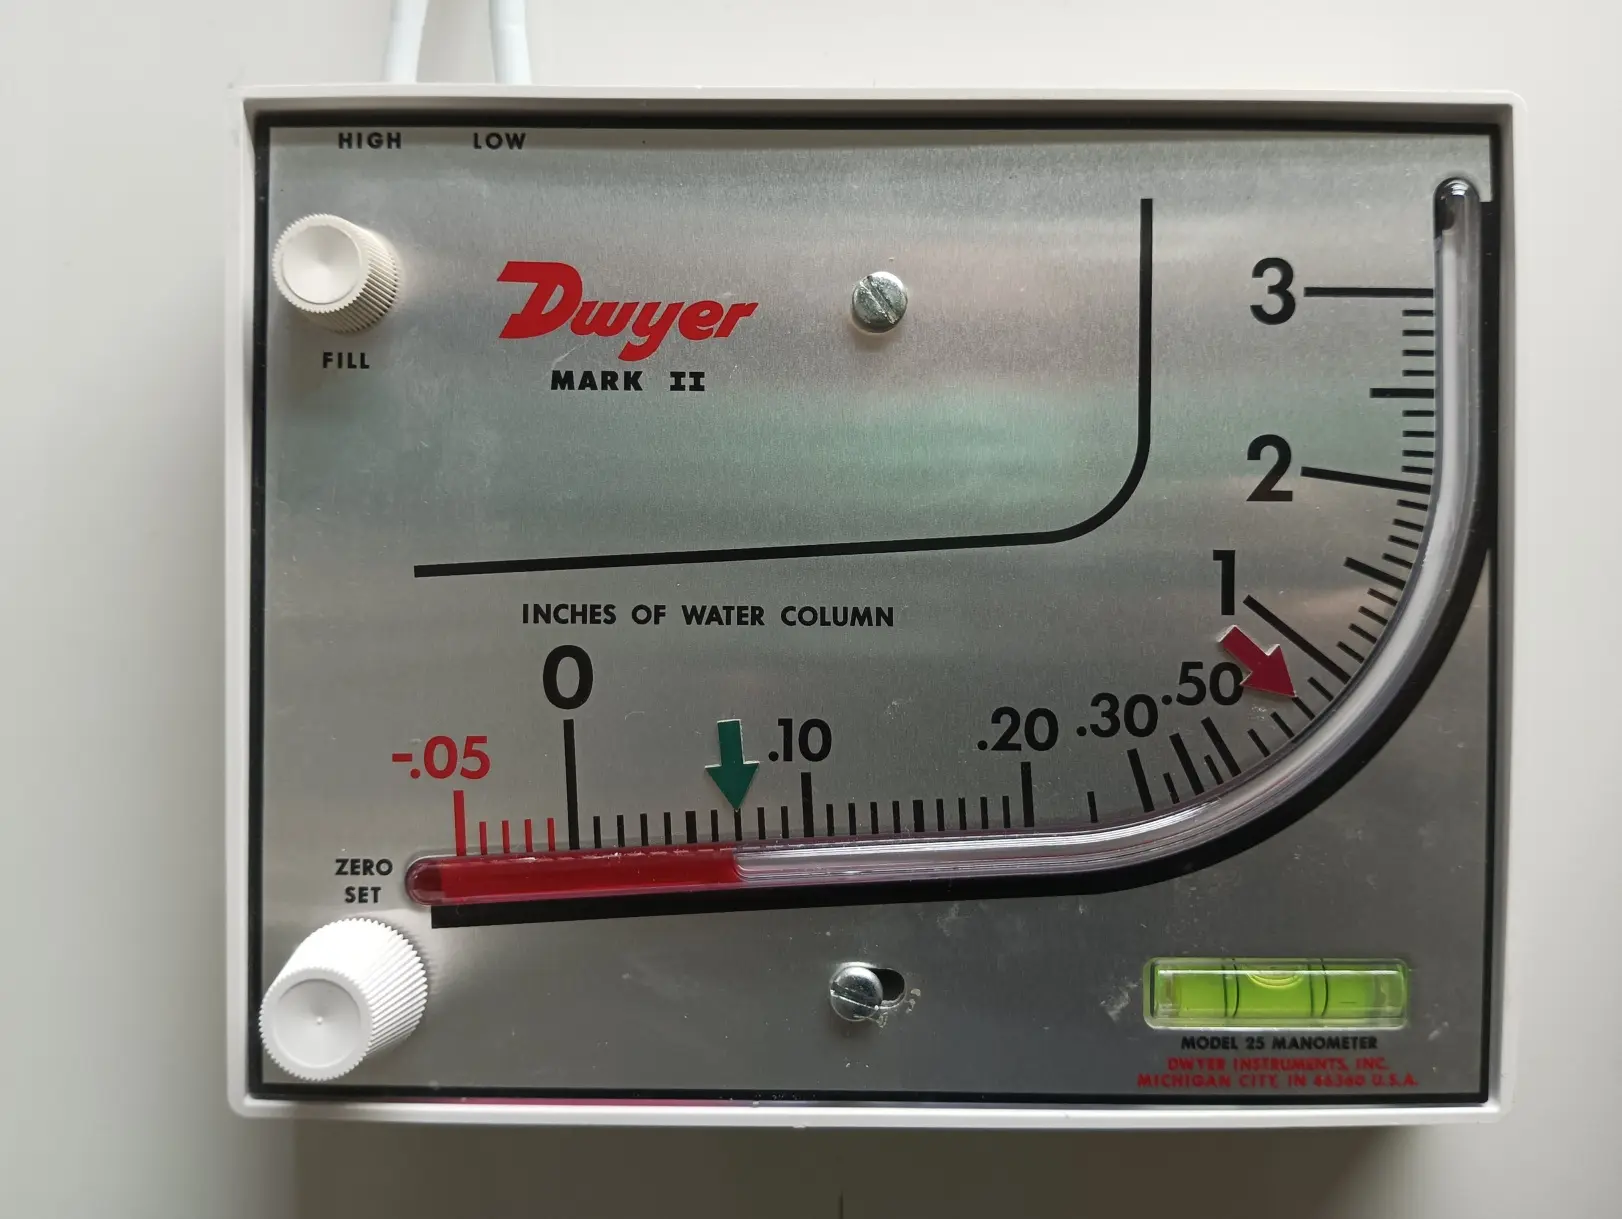 HIGH LOW
Dwyer
MARK II
FILL
3
2
1
INCHES OF WATER COLUMN
0
-.05 .10 .20 .30 .50
ZERO
SET
MODEL 25 MANOMETER
DWYER INSTRUMENTS, INC.
MICHIGAN CITY, IN 46360 U.S.A.